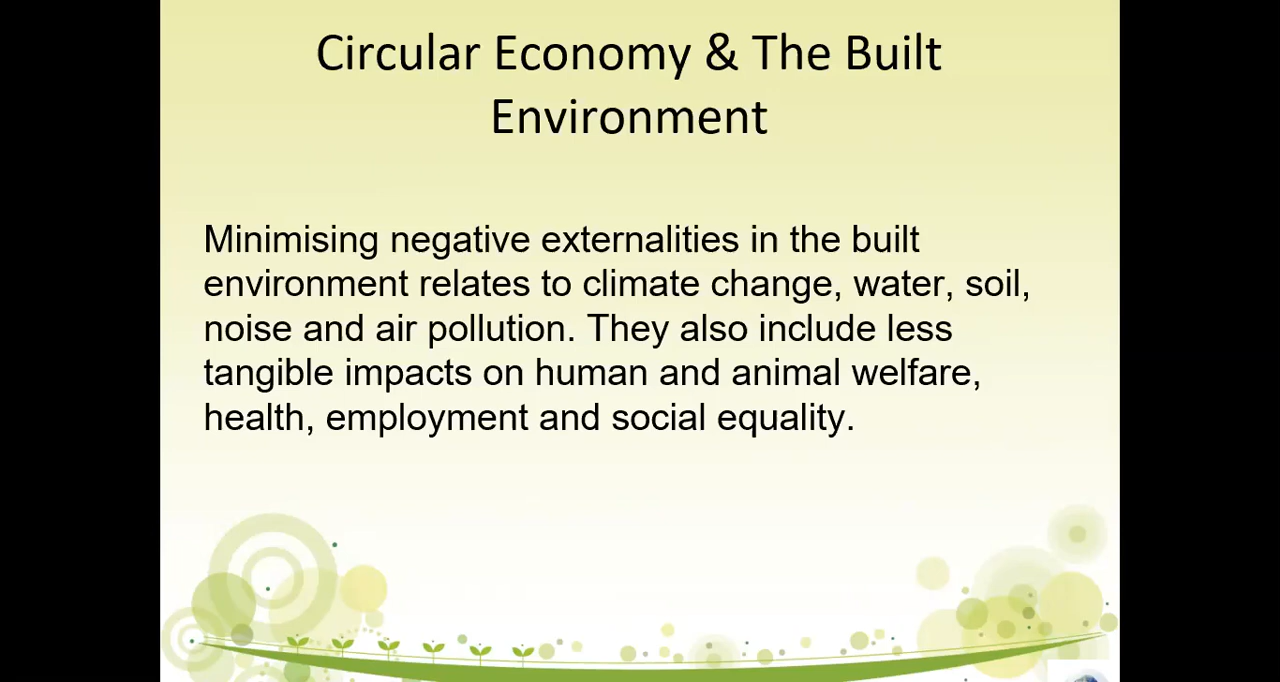 Circular Economy & The Built
Environment
Minimising negative externalities in the built
environment relates to climate change, water, soil,
noise and air pollution. They also include less
tangible impacts on human and animal welfare,
health, employment and social equality.